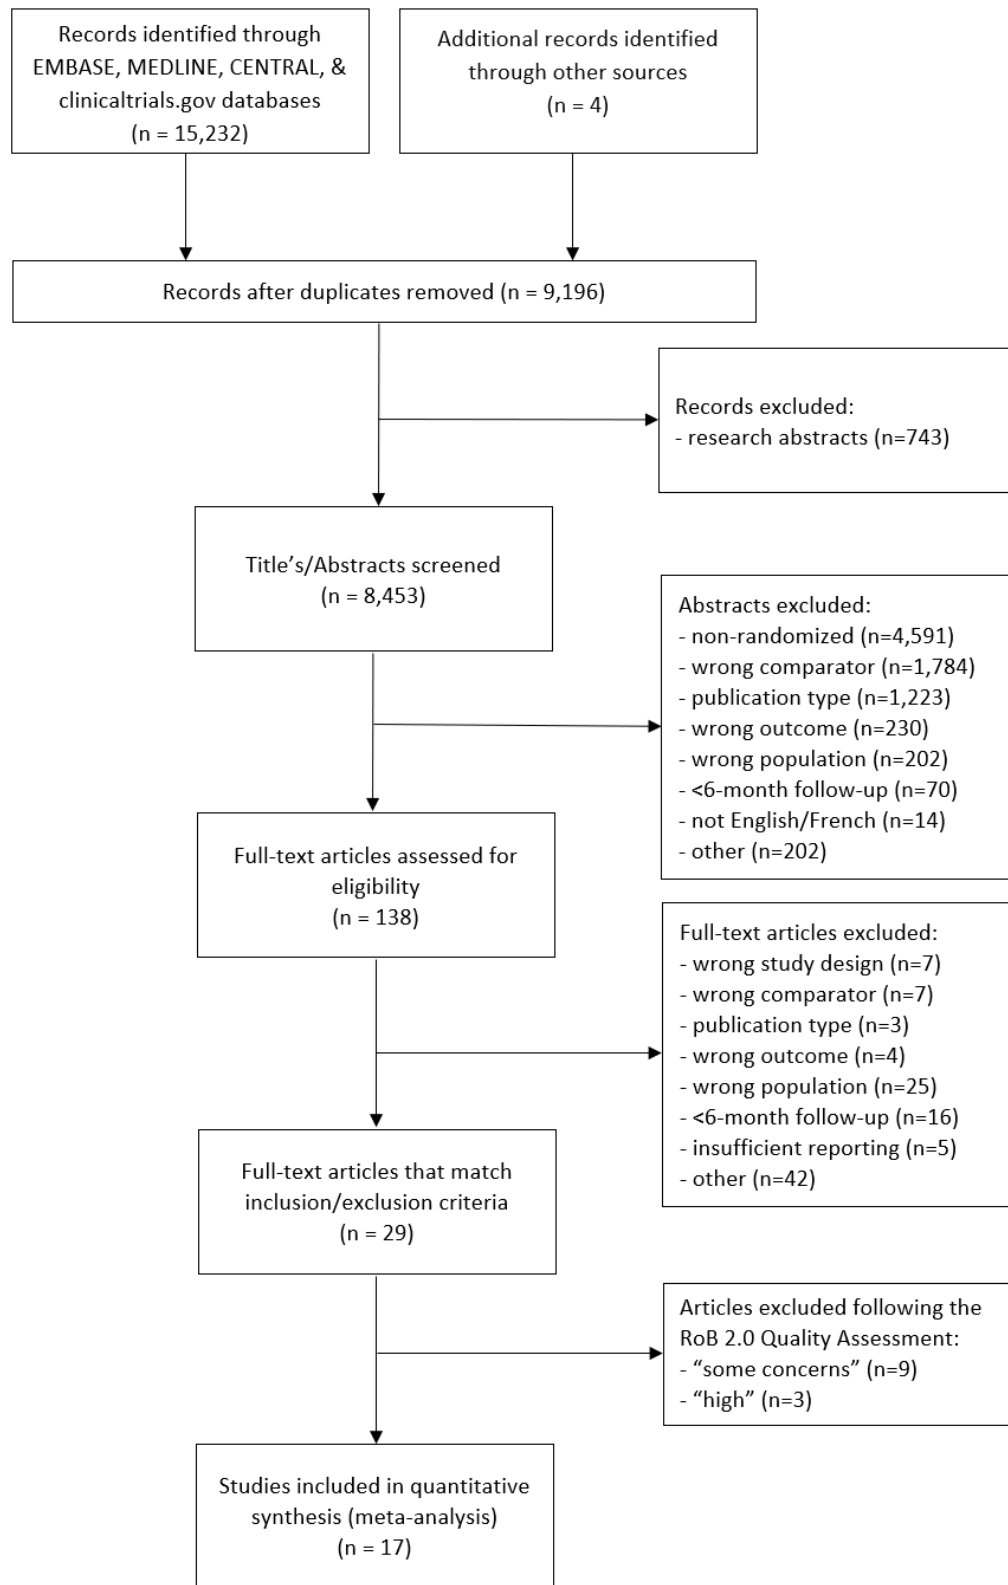 Records identified through
EMBASE, MEDLINE, CENTRAL, &
clinicaltrials.gov databases
(n = 15,232)
Additional records identified
through other sources
(n = 4)
Records after duplicates removed (n = 9,196)
Records excluded:
- research abstracts (n=743)
Title’s/Abstracts screened
(n = 8,453)
Abstracts excluded:
- non-randomized (n=4,591)
- wrong comparator (n=1,784)
- publication type (n=1,223)
- wrong outcome (n=230)
- wrong population (n=202)
- <6-month follow-up (n=70)
- not English/French (n=14)
- other (n=202)
Full-text articles assessed for
eligibility
(n = 138)
Full-text articles excluded:
- wrong study design (n=7)
- wrong comparator (n=7)
- publication type (n=3)
- wrong outcome (n=4)
- wrong population (n=25)
- <6-month follow-up (n=16)
- insufficient reporting (n=5)
- other (n=42)
Full-text articles that match
inclusion/exclusion criteria
(n = 29)
Articles excluded following the
RoB 2.0 Quality Assessment:
- “some concerns” (n=9)
- “high” (n=3)
Studies included in quantitative
synthesis (meta-analysis)
(n = 17)